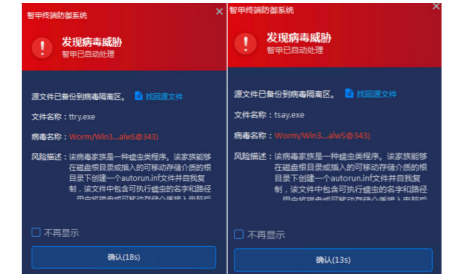 智甲终端防御系统
发现病毒威胁
智甲已自动处理
源文件已备份到病毒隔离区。 找回源文件
文件名称：ttry.exe
病毒名称：Worm/Win3...alwS@343)
风险描述：该病毒家族是一种蠕虫类程序。该家族能够
在磁盘根目录或插入的可移动存储介质的根
目录下创建一个autorun.inf文件并自我复
制，该文件中包含可执行蠕虫的名字和路径
不再显示
确认(18s)
智甲终端防御系统
发现病毒威胁
智甲已自动处理
源文件已备份到病毒隔离区。 找回源文件
文件名称：tsay.exe
病毒名称：Worm/Win3...alwS@343)
风险描述：该病毒家族是一种蠕虫类程序。该家族能够
在磁盘根目录或插入的可移动存储介质的根
目录下创建一个autorun.inf文件并自我复
制，该文件中包含可执行蠕虫的名字和路径
不再显示
确认(13s)